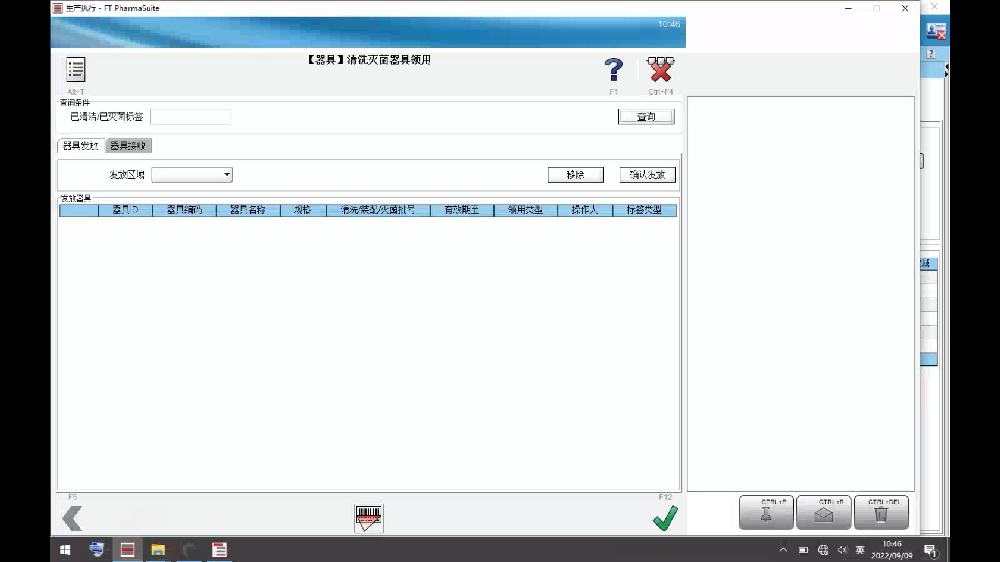 生产执行 - FT PharmaSuite
10:46
【器具】清洗灭菌器具领用
Alt+T
F1
Ctrl+F4
查询条件
已清洁/已灭菌标签
查询
器具发放
器具接收
发放区域
移除
确认发放
发放器具
器具ID
器具编码
器具名称
规格
清洗/装配/灭菌批号
有效期至
领用类型
操作人
标签类型
域
F5
F12
CTRL+P
CTRL+R
CTRL+DEL
英
10:46
2022/09/09
1